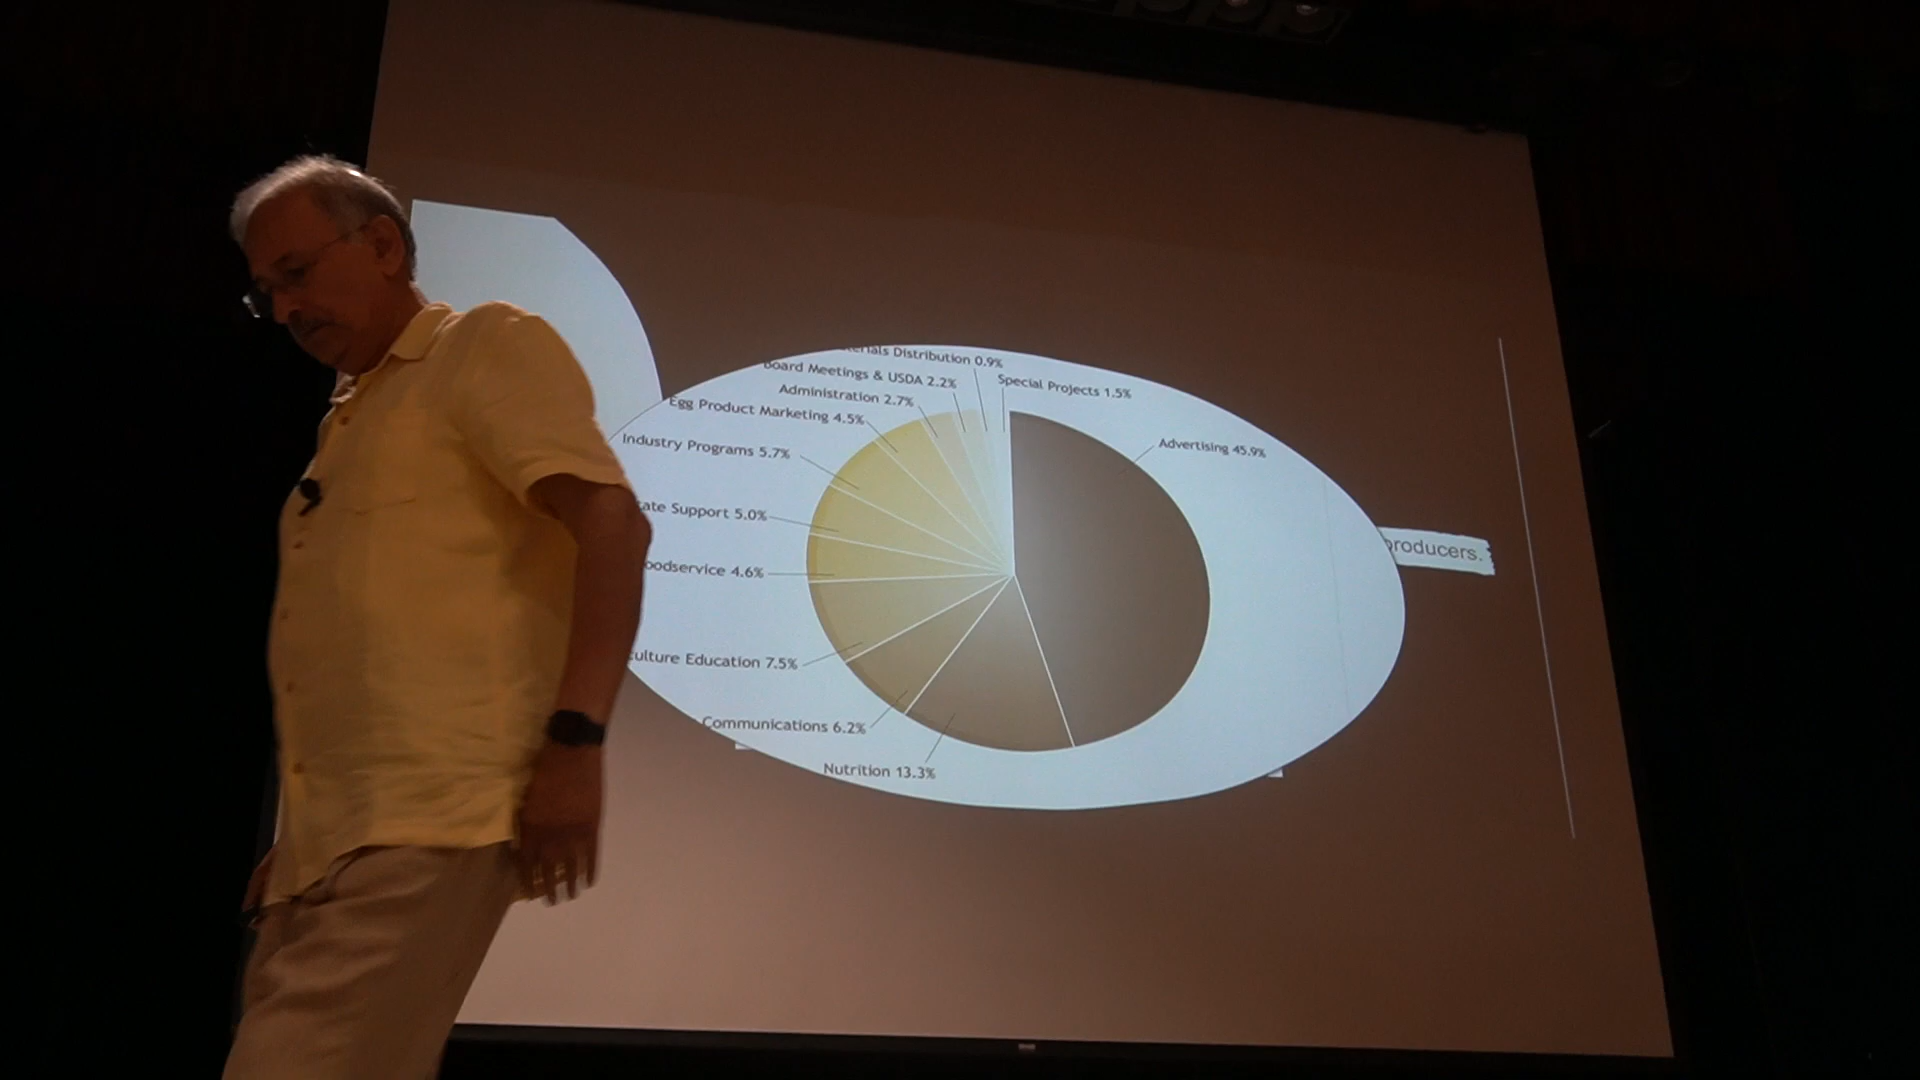 Distribution 0.9%
Board Meetings & USDA 2.2%
Special Projects 1.5%
Administration 2.7%
Egg Product Marketing 4.5%
Advertising 45.9%
Industry Programs 5.7%
Support 5.0%
4.6%
producers.
Education 7.5%
Communications 6.2%
Nutrition 13.3%